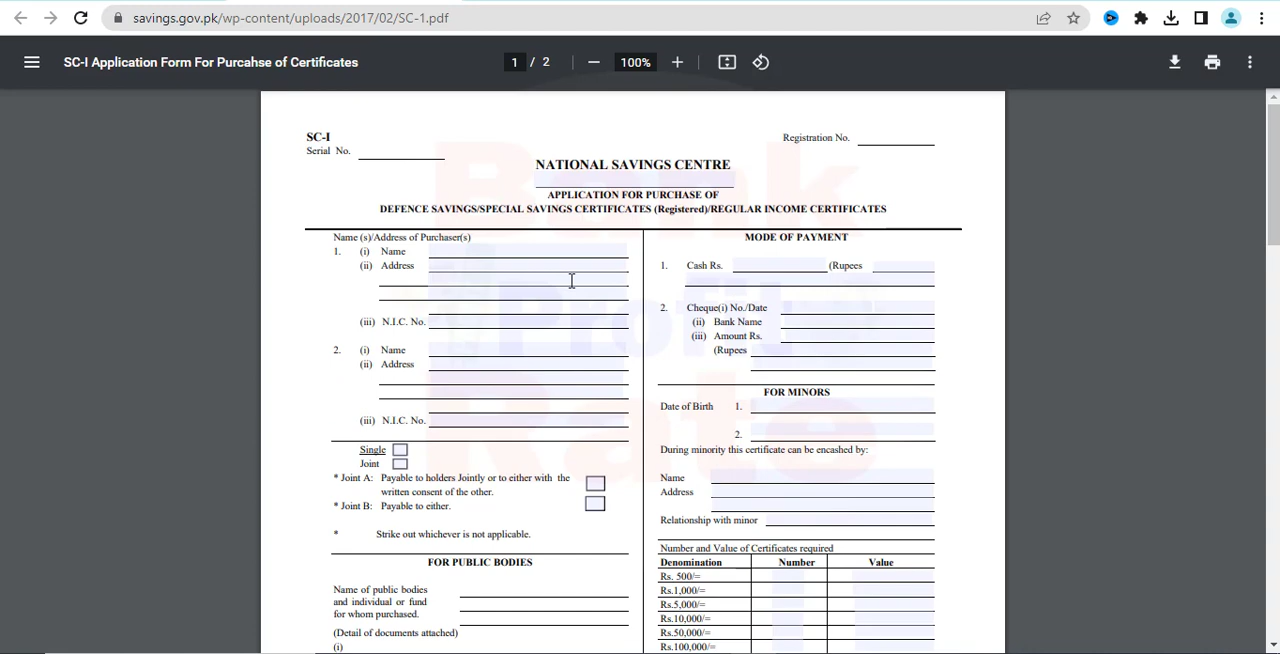 savings.gov.pk/wp-content/uploads/2017/02/SC-1.pdf
SC-I Application Form For Purcahse of Certificates
1 / 2
100%
SC-I
Serial No.
Registration No.
NATIONAL SAVINGS CENTRE
APPLICATION FOR PURCHASE OF
DEFENCE SAVINGS/SPECIAL SAVINGS CERTIFICATES (Registered)/REGULAR INCOME CERTIFICATES
Name (s)/Address of Purchaser(s)
1. (i) Name
(ii) Address
(iii) N.I.C. No.
2. (i) Name
(ii) Address
(iii) N.I.C. No.
Single
Joint
* Joint A: Payable to holders Jointly or to either with the
written consent of the other.
* Joint B: Payable to either.
* Strike out whichever is not applicable.
FOR PUBLIC BODIES
Name of public bodies
and individual or fund
for whom purchased.
(Detail of documents attached)
(i)
MODE OF PAYMENT
1. Cash Rs. (Rupees
2. Cheque(i) No./Date
(ii) Bank Name
(iii) Amount Rs.
(Rupees
FOR MINORS
Date of Birth 1.
2.
During minority this certificate can be encashed by:
Name
Address
Relationship with minor
Number and Value of Certificates required
Denomination Number Value
Rs. 500/=
Rs.1,000/=
Rs.5,000/=
Rs.10,000/=
Rs.50,000/=
Rs.100,000/=
Bank
Profit
Rate